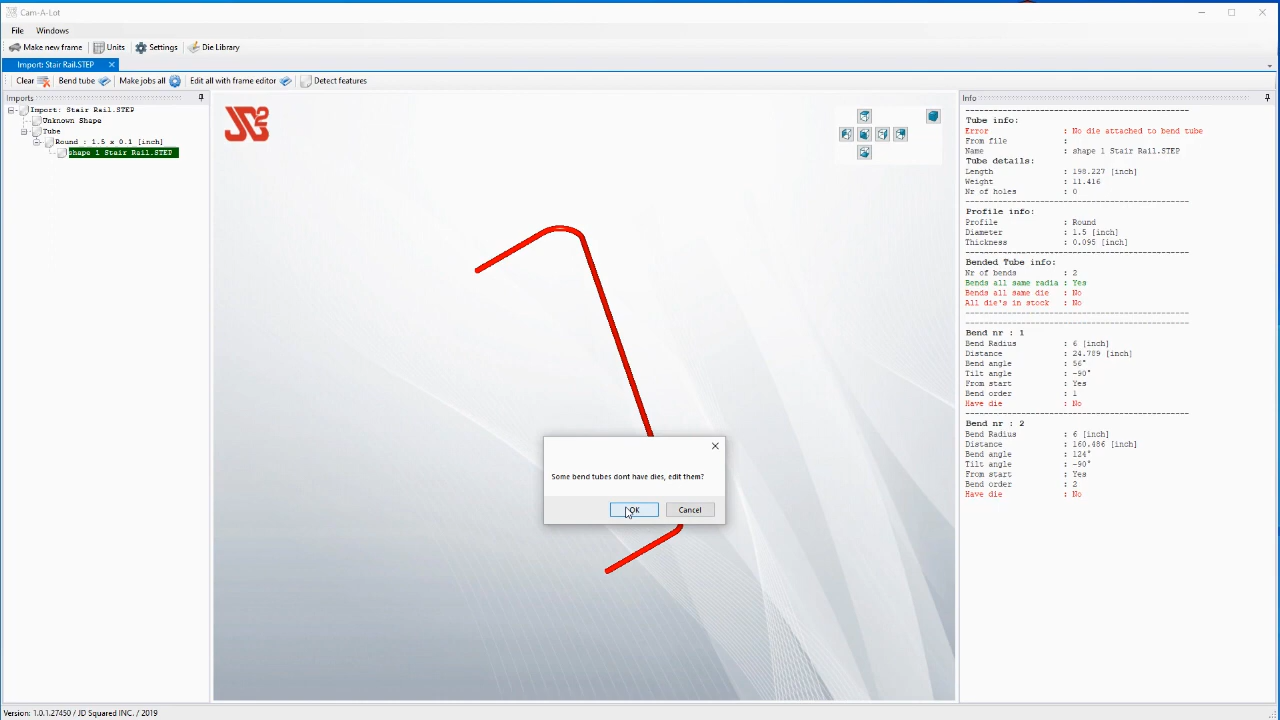 Cam-A-Lot
File Windows
Make new frame Units Settings Die Library
Import: Stair Rail.STEP
Clear Bend tube Make jobs all Edit all with frame editor Detect features
Imports
Import: Stair Rail.STEP
Unknown Shape
Tube
Round : 1.5 x 0.1 [inch]
shape 1 Stair Rail.STEP
Some bend tubes dont have dies, edit them?
OK Cancel
Info
Tube info:
Error : No die attached to bend tube
From file :
Name : shape 1 Stair Rail.STEP
Tube details:
Length : 198.227 [inch]
Weight : 11.416
Nr of holes : 0
Profile info:
Profile : Round
Diameter : 1.5 [inch]
Thickness : 0.095 [inch]
Bended Tube info:
Nr of bends : 2
Bends all same radia : Yes
Bends all same die : No
All die's in stock : No
Bend nr : 1
Bend Radius : 6 [inch]
Distance : 24.789 [inch]
Bend angle : 56°
Tilt angle : -90°
From start : Yes
Bend order : 1
Have die : No
Bend nr : 2
Bend Radius : 6 [inch]
Distance : 160.486 [inch]
Bend angle : 124°
Tilt angle : -90°
From start : Yes
Bend order : 2
Have die : No
Version: 1.0.1.27450 / JD Squared INC. / 2019